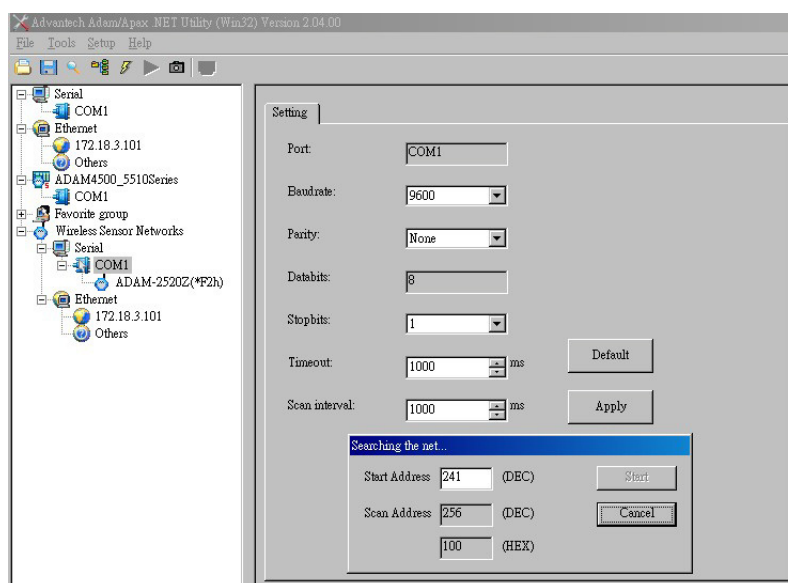 Advantech Adam/Apax .NET Utility (Win32) Version 2.04.00
File Tools Setup Help
Serial
COM1
Ethernet
172.18.3.101
Others
ADAM4500_5510Series
COM1
Favorite group
Wireless Sensor Networks
Serial
COM1
ADAM-2520Z(*F2h)
Ethernet
172.18.3.101
Others
Setting
Port: COM1
Baudrate: 9600
Parity: None
Databits: 8
Stopbits: 1
Timeout: 1000 ms Default
Scan interval: 1000 ms Apply
Searching the net...
Start Address 241 (DEC) Start
Scan Address 256 (DEC) Cancel
100 (HEX)